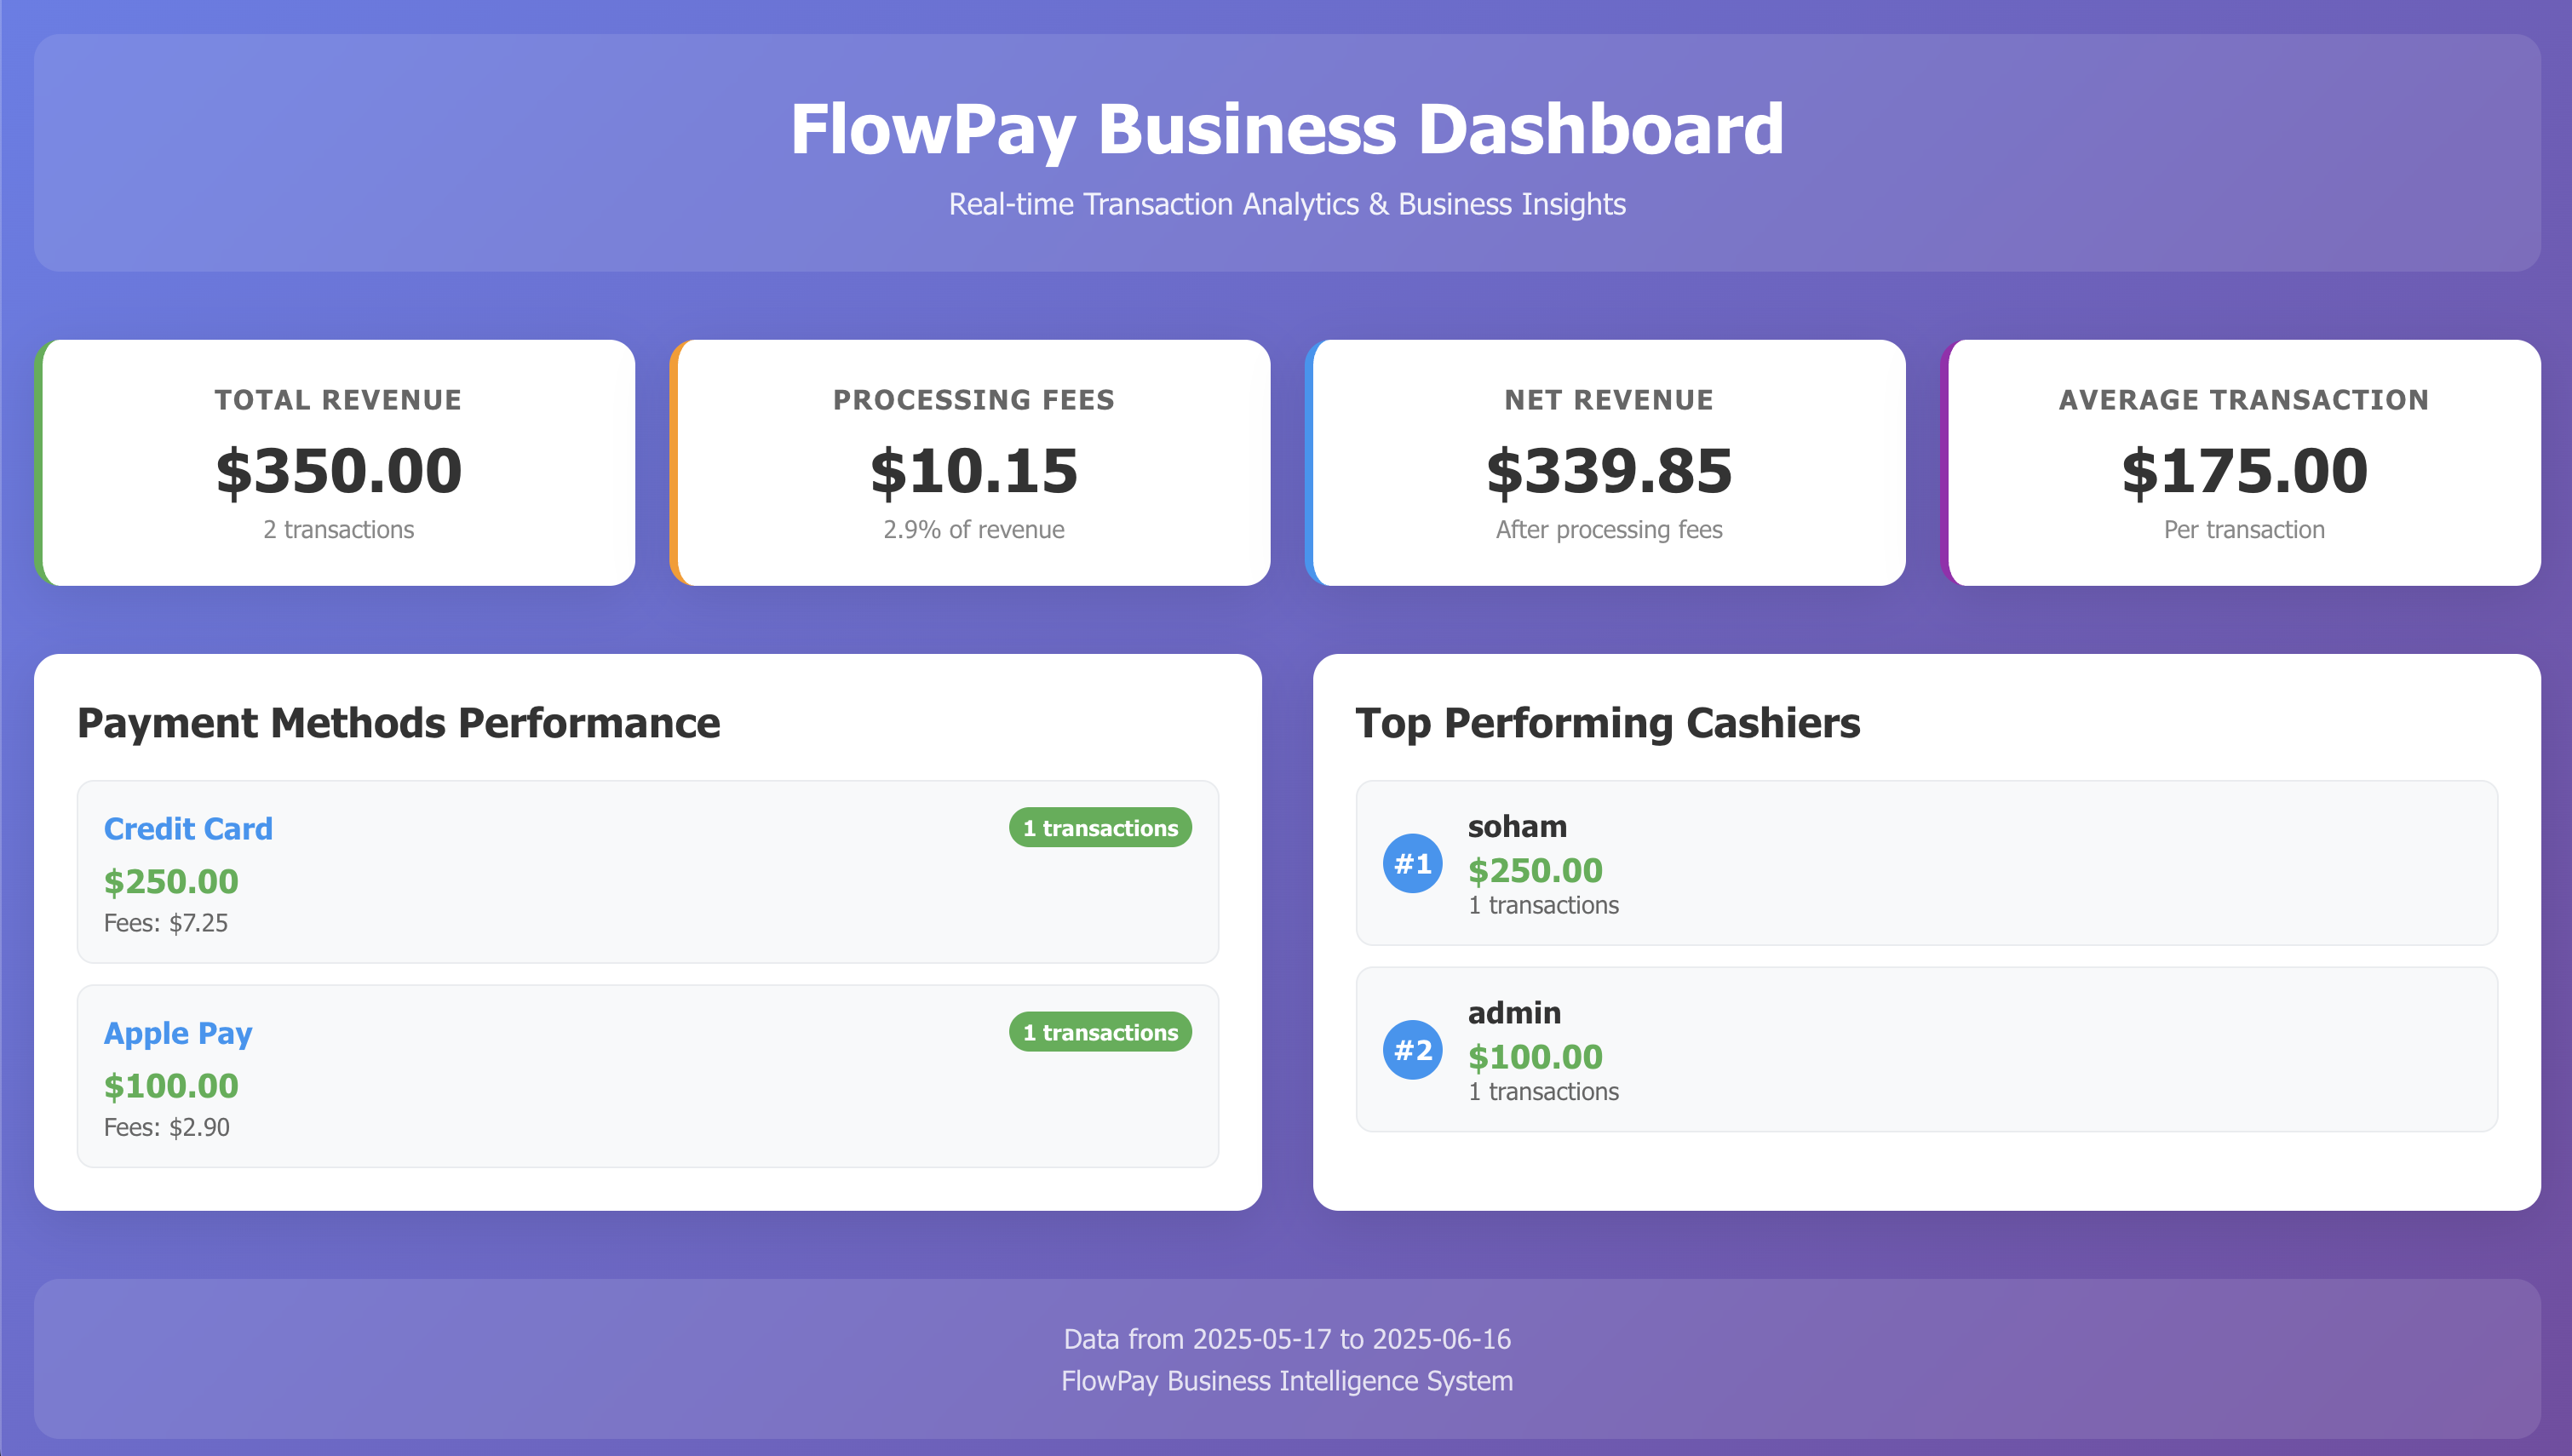 FlowPay Business Dashboard
Real-time Transaction Analytics & Business Insights
TOTAL REVENUE
$350.00
2 transactions
PROCESSING FEES
$10.15
2.9% of revenue
NET REVENUE
$339.85
After processing fees
AVERAGE TRANSACTION
$175.00
Per transaction
Payment Methods Performance
Credit Card
1 transactions
$250.00
Fees: $7.25
Apple Pay
1 transactions
$100.00
Fees: $2.90
Top Performing Cashiers
#1
soham
$250.00
1 transactions
#2
admin
$100.00
1 transactions
Data from 2025-05-17 to 2025-06-16
FlowPay Business Intelligence System